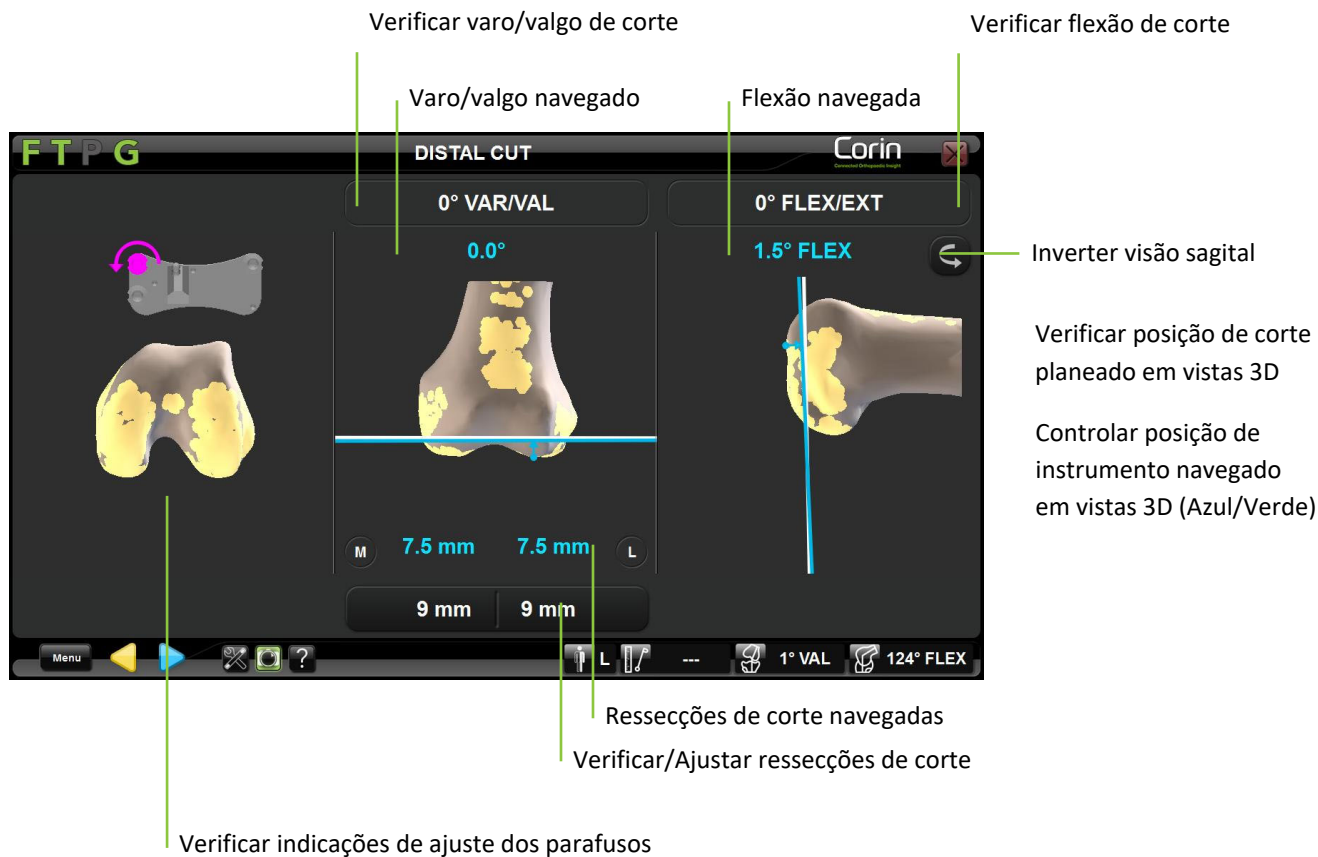 Verificar varo/valgo de corte
Verificar flexão de corte
Varo/valgo navegado
Flexão navegada
F T P G
DISTAL CUT
Corin
Connected Orthopaedic Insight
0° VAR/VAL
0° FLEX/EXT
0.0°
1.5° FLEX
Inverter visão sagital
Verificar posição de corte
planeado em vistas 3D
Controlar posição de
instrumento navegado
em vistas 3D (Azul/Verde)
M
7.5 mm
7.5 mm
L
9 mm
9 mm
Menu
?
L
---
1° VAL
124° FLEX
Ressecções de corte navegadas
Verificar/Ajustar ressecções de corte
Verificar indicações de ajuste dos parafusos